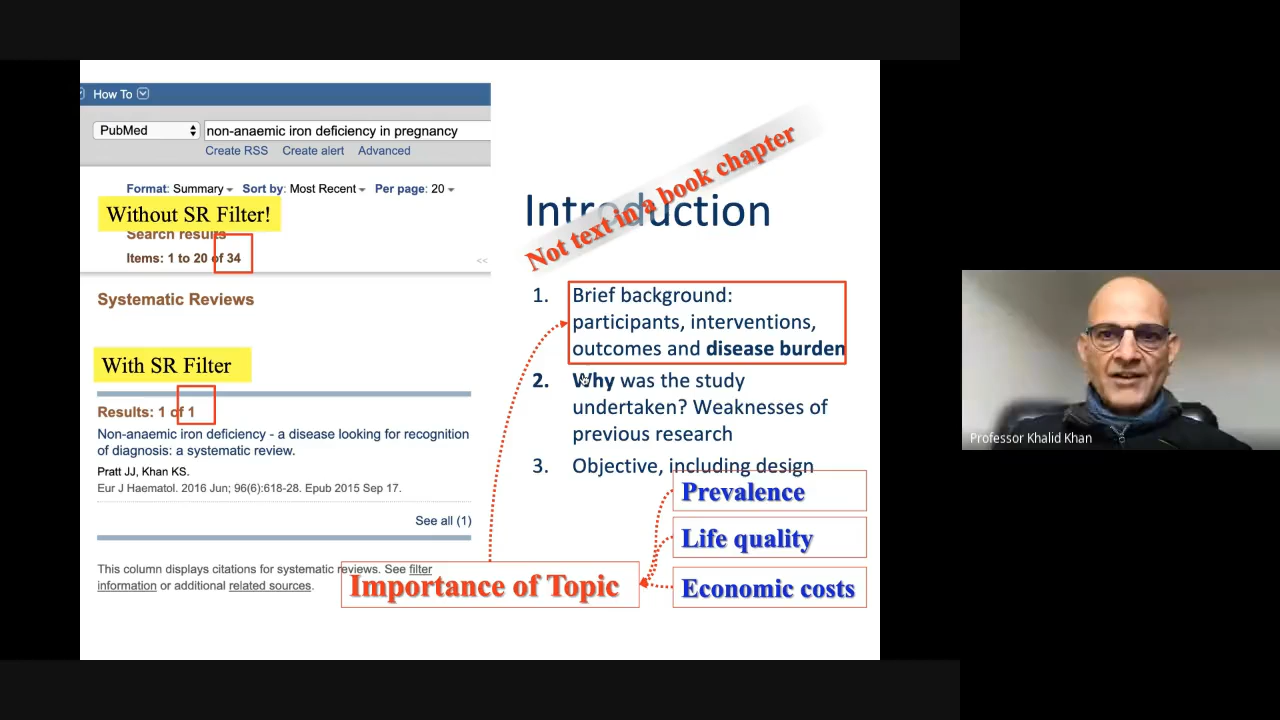 How To
PubMed
non-anaemic iron deficiency in pregnancy
Create RSS Create alert Advanced
Format: Summary Sort by: Most Recent Per page: 20
Without SR Filter!
Search results
Items: 1 to 20 of 34
<<
Systematic Reviews
With SR Filter
Results: 1 of 1
Non-anaemic iron deficiency - a disease looking for recognition
of diagnosis: a systematic review.
Pratt JJ, Khan KS.
Eur J Haematol. 2016 Jun; 96(6):618-28. Epub 2015 Sep 17.
See all (1)
This column displays citations for systematic reviews. See filter
information or additional related sources.
Introduction
Not text in a book chapter
1. Brief background:
participants, interventions,
outcomes and disease burden
2. Why was the study
undertaken? Weaknesses of
previous research
3. Objective, including design
Prevalence
Life quality
Economic costs
Importance of Topic
Professor Khalid Khan